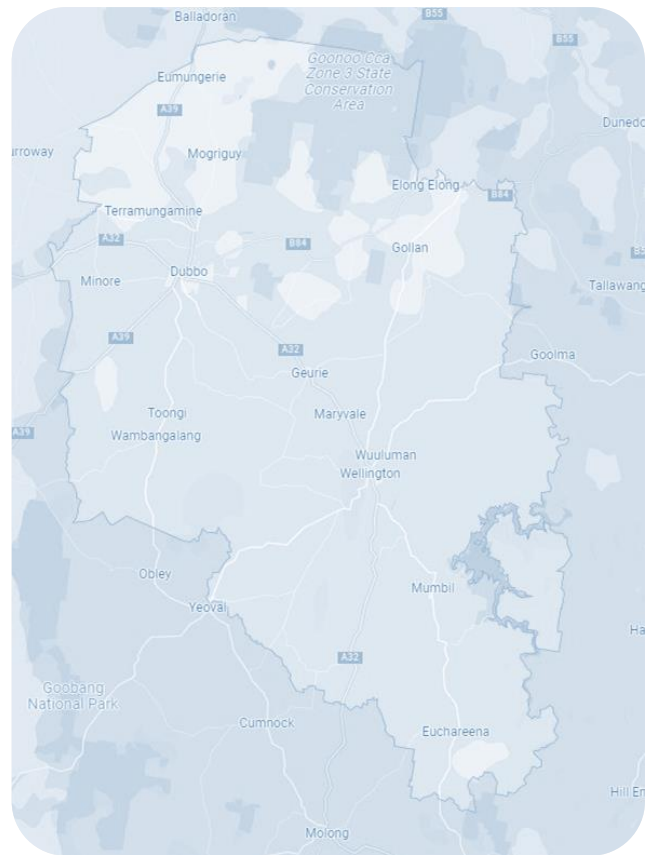 Balladoran
B55
B55
Goonoo Cca
Zone 3 State
Conservation
Area
Eumungerie
A39
Dunedo
urroway
Mogriguy
Elong Elong
B84
Terramungamine
A32
B84
Gollan
Dubbo
Minore
Tallawang
A39
A32
Goolma
Geurie
Toongi
Maryvale
A39
Wambangalang
Wuuluman
Wellington
Obley
Mumbil
Yeoval
Ha
A32
Goobang
National Park
Cumnock
Euchareena
Hill En
Molong